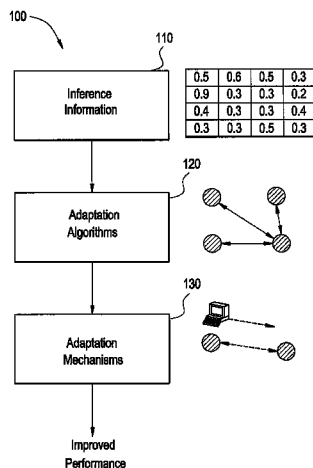 100
110
Inference
Information
0.5 0.6 0.5 0.3
0.9 0.3 0.3 0.2
0.4 0.3 0.3 0.4
0.3 0.3 0.5 0.3
120
Adaptation
Algorithms
130
Adaptation
Mechanisms
Improved
Performance